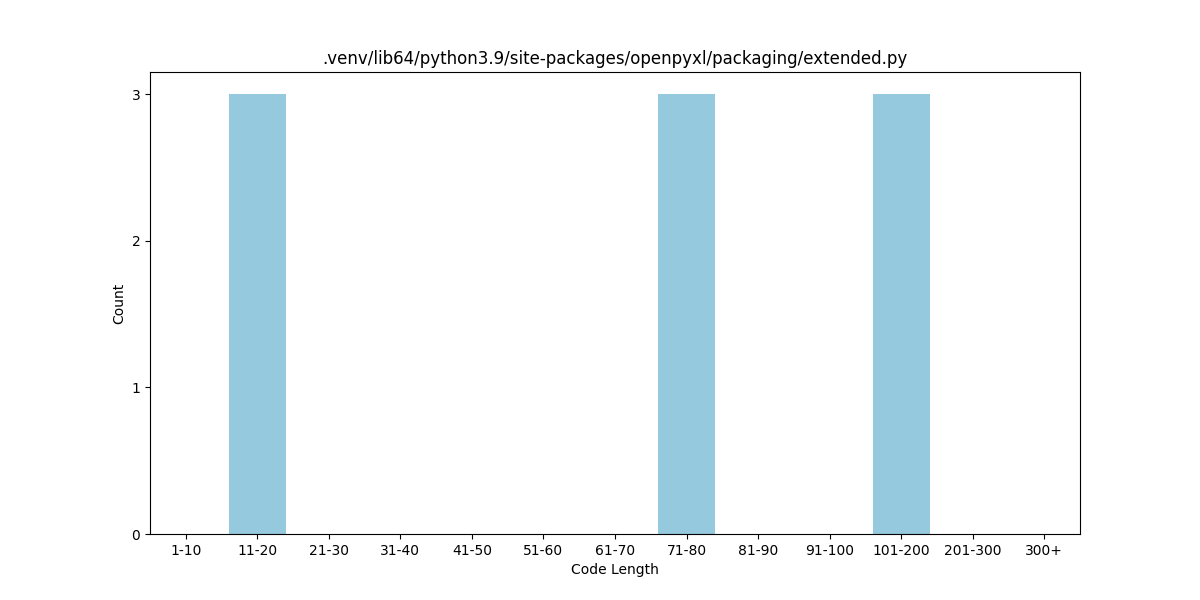 .venv/lib64/python3.9/site-packages/openpyxl/packaging/extended.py
3
2
1
0
Count
1-10 11-20 21-30 31-40 41-50 51-60 61-70 71-80 81-90 91-100 101-200 201-300 300+
Code Length